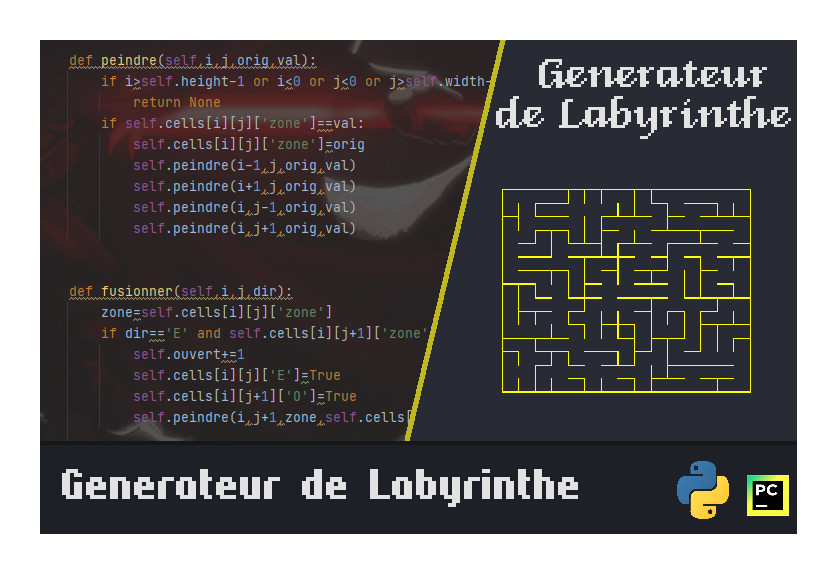 def peindre(self,i,j,orig,val):
if i>self.height-1 or i<0 or j<0 or j>self.width-
return None
if self.cells[i][j]['zone']==val:
self.cells[i][j]['zone']=orig
self.peindre(i-1,j,orig,val)
self.peindre(i+1,j,orig,val)
self.peindre(i,j-1,orig,val)
self.peindre(i,j+1,orig,val)
def fusionner(self,i,j,dir):
zone=self.cells[i][j]['zone']
if dir=='E' and self.cells[i][j+1]['zone'
self.ouvert+=1
self.cells[i][j]['E']=True
self.cells[i][j+1]['O']=True
self.peindre(i,j+1,zone,self.cells[
Generateur
de Labyrinthe
Generateur de Labyrinthe
PC